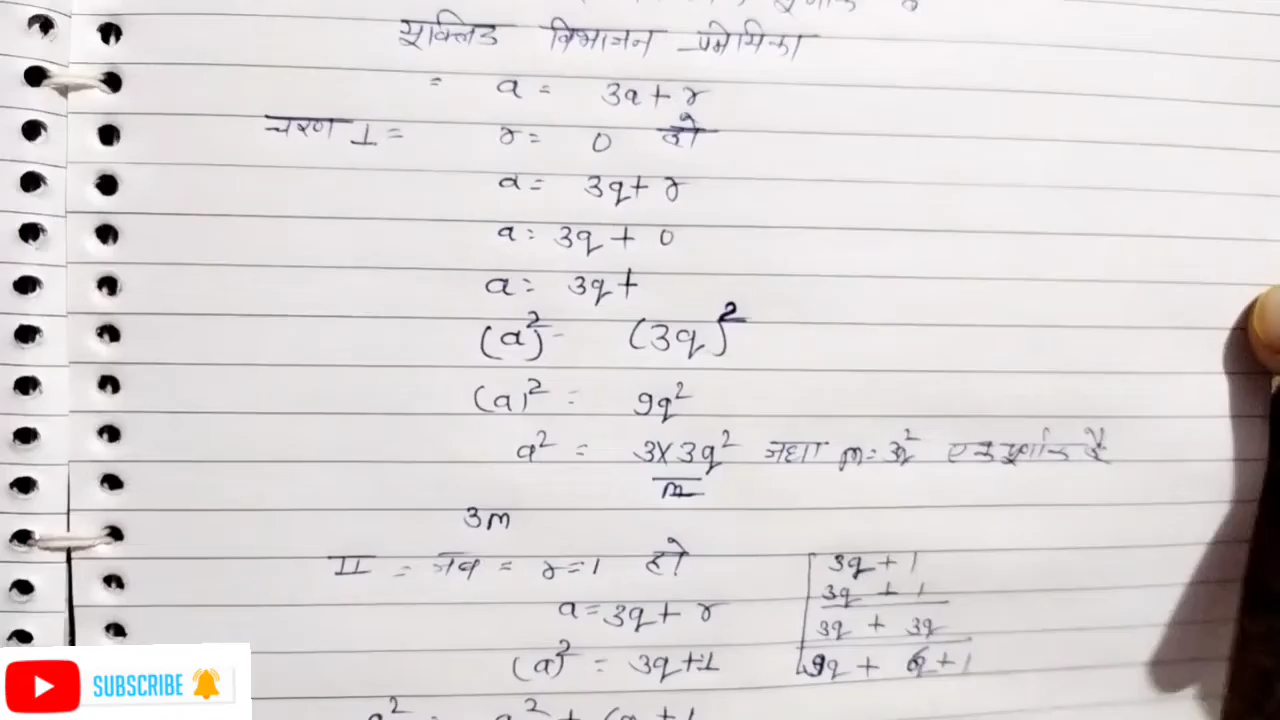 यूक्लिड विभाजन प्रमेयिका
= a = 3q + r
चरण I = r = 0 हो
a = 3q + r
a = 3q + 0
a = 3q +
(a)² = (3q)²
(a)² = 9q²
a² = 3×3q² जहा m = 3q² एक पूर्णांक है
m
3m
II = जब = r = 1 हो
a = 3q + r
(a)² = 3q + 1
3q + 1
3q + 1
3q + 3q
9q + 6q + 1
SUBSCRIBE